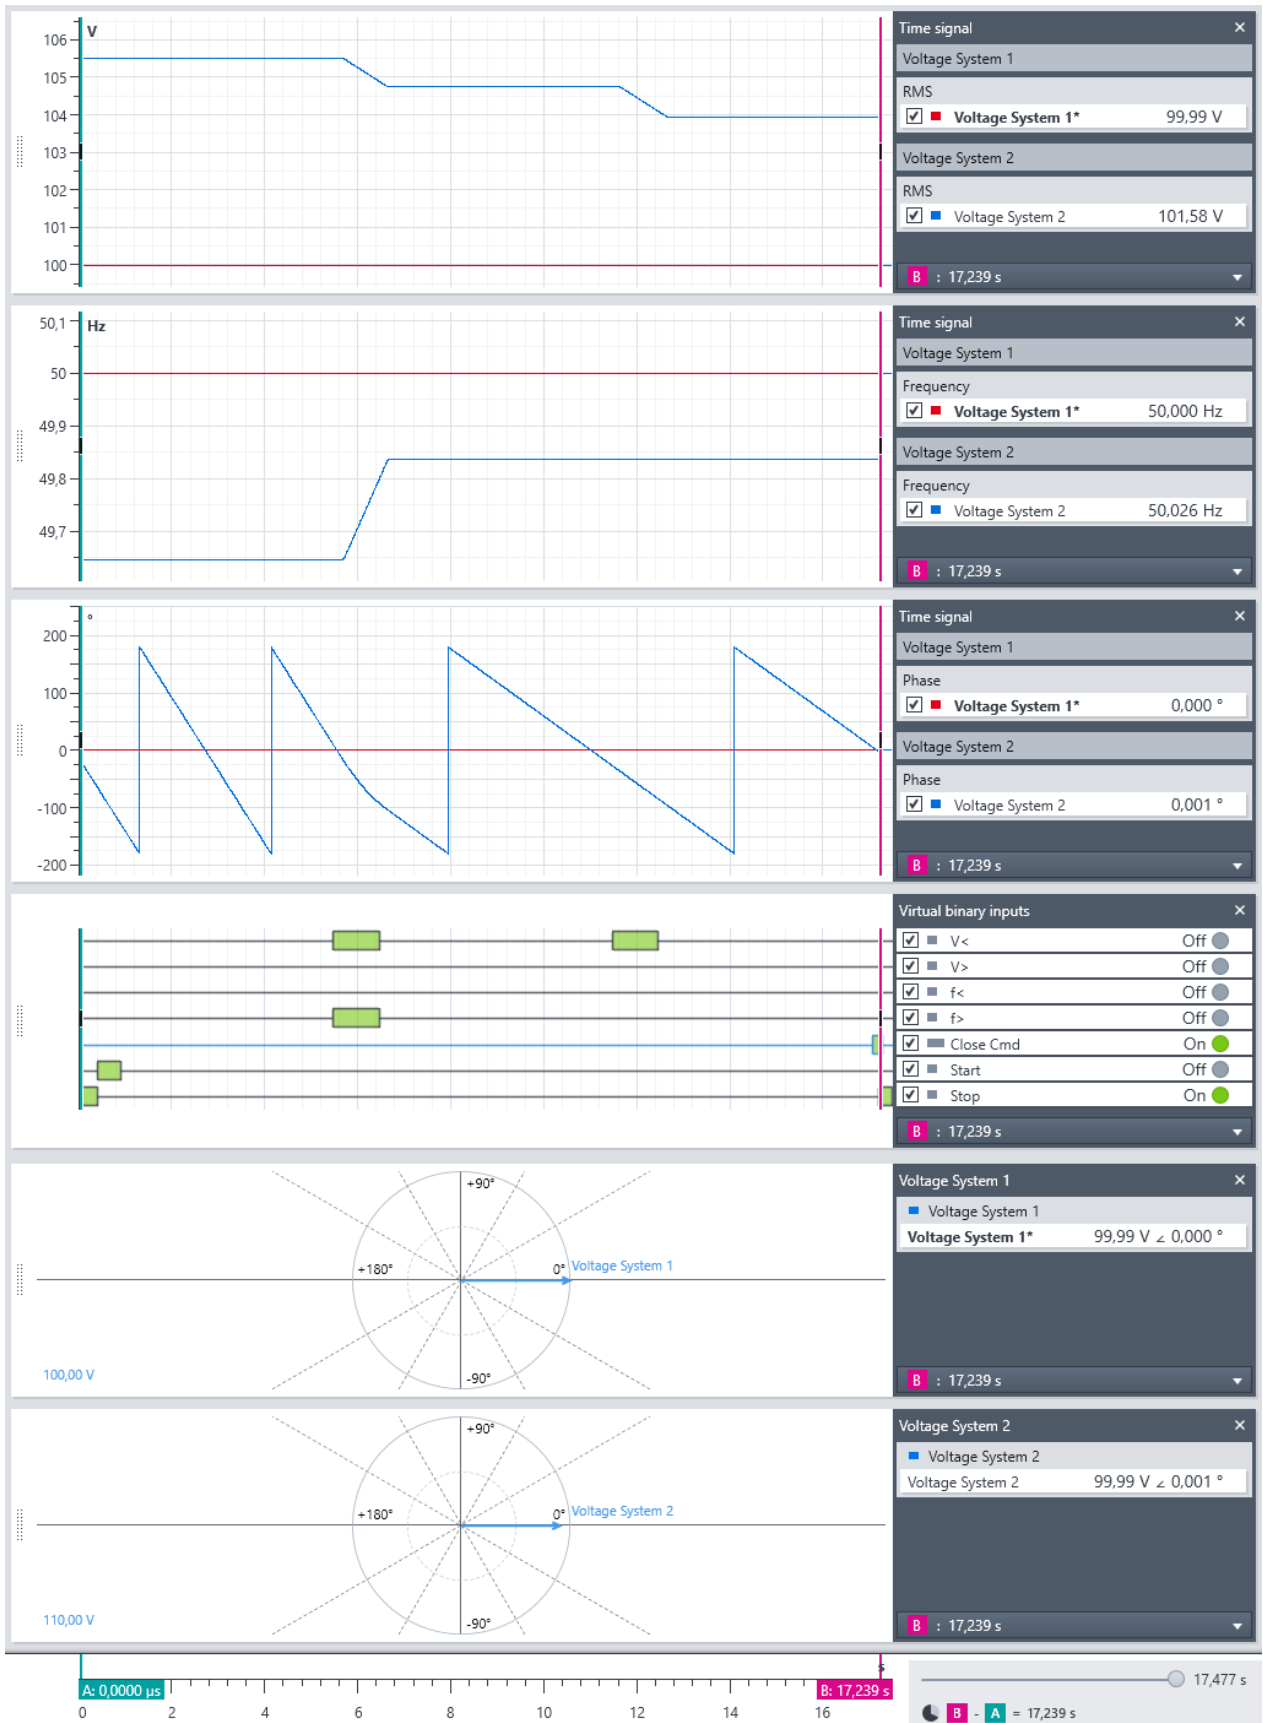 V
106
105
104
103
102
101
100
Time signal
Voltage System 1
RMS
Voltage System 1* 99,99 V
Voltage System 2
RMS
Voltage System 2 101,58 V
B : 17,239 s
Hz
50,1
50
49,9
49,8
49,7
Time signal
Voltage System 1
Frequency
Voltage System 1* 50,000 Hz
Voltage System 2
Frequency
Voltage System 2 50,026 Hz
B : 17,239 s
°
200
100
0
-100
-200
Time signal
Voltage System 1
Phase
Voltage System 1* 0,000 °
Voltage System 2
Phase
Voltage System 2 0,001 °
B : 17,239 s
Virtual binary inputs
V< Off
V> Off
f< Off
f> Off
Close Cmd On
Start Off
Stop On
B : 17,239 s
+90°
+180°
0° Voltage System 1
-90°
100,00 V
Voltage System 1
Voltage System 1
Voltage System 1* 99,99 V ∠ 0,000 °
B : 17,239 s
+90°
+180°
0° Voltage System 2
-90°
110,00 V
Voltage System 2
Voltage System 2
Voltage System 2 99,99 V ∠ 0,001 °
B : 17,239 s
s
A: 0,0000 µs
B: 17,239 s
0 2 4 6 8 10 12 14 16
17,477 s
B - A = 17,239 s